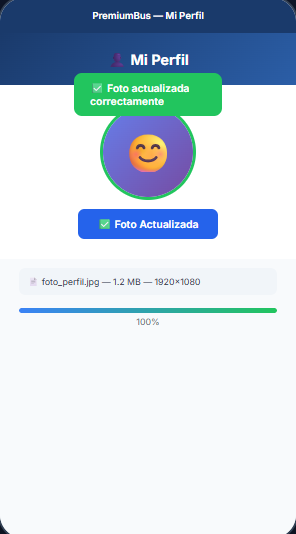 PremiumBus — Mi Perfil
👤 Mi Perfil
✅ Foto actualizada
correctamente
✅ Foto Actualizada
📄 foto_perfil.jpg — 1.2 MB — 1920×1080
100%